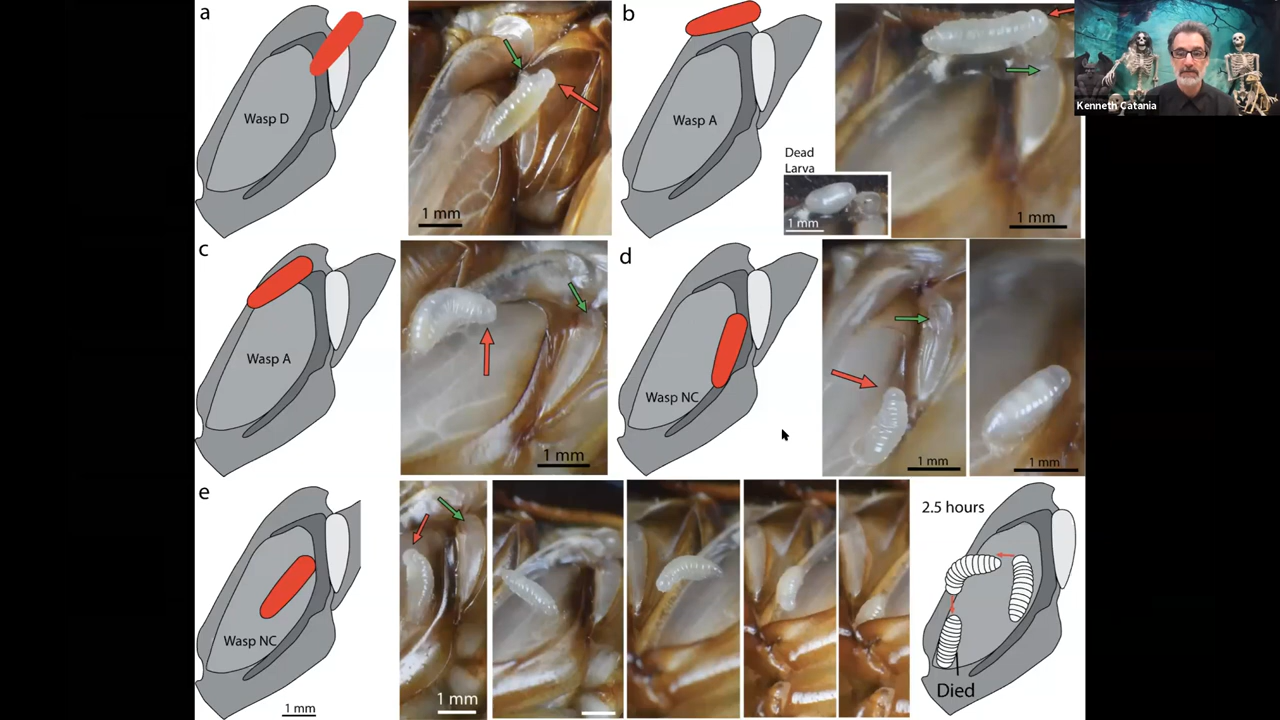 a
Wasp D
1 mm
b
Wasp A
Dead
Larva
1 mm
1 mm
Kenneth Catania
c
Wasp A
1 mm
d
Wasp NC
1 mm
1 mm
e
Wasp NC
1 mm
1 mm
2.5 hours
Died